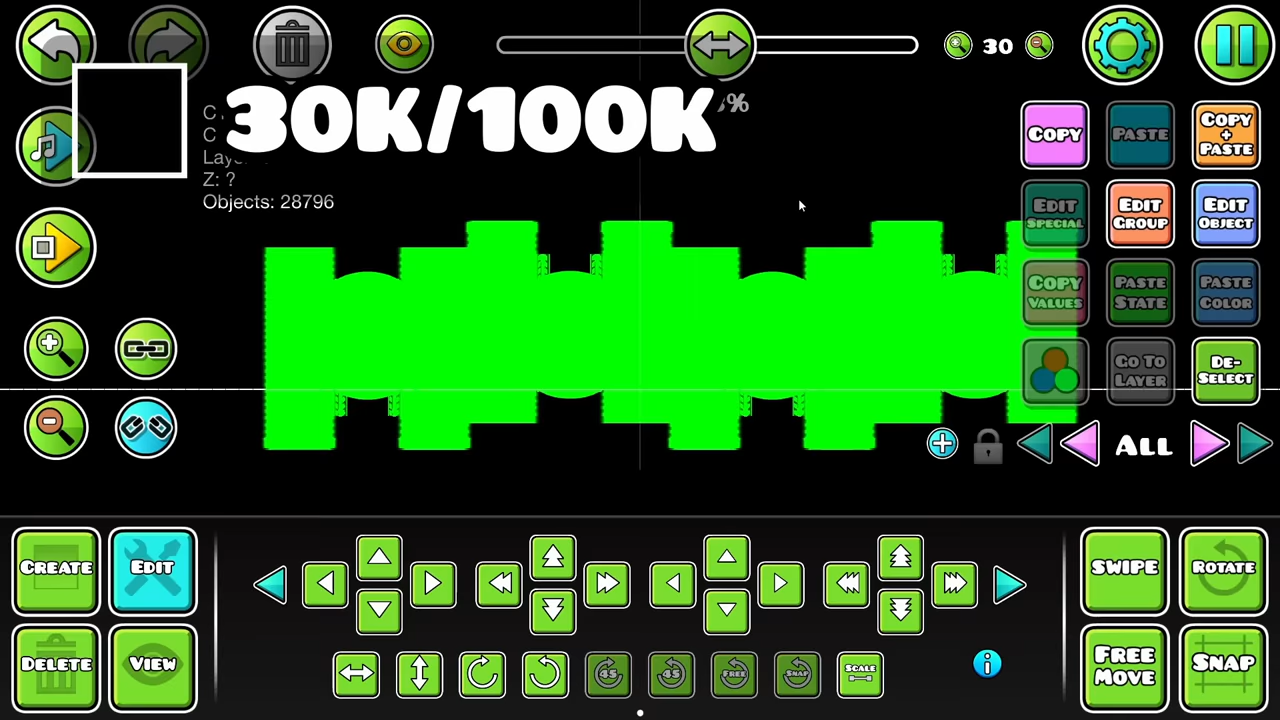 30
30K/100K
%
C
C
Laye
Z: ?
Objects: 28796
COPY
PASTE
COPY
+
PASTE
EDIT
SPECIAL
EDIT
GROUP
EDIT
OBJECT
COPY
VALUES
PASTE
STATE
PASTE
COLOR
GO TO
LAYER
DE-
SELECT
ALL
CREATE
EDIT
SWIPE
ROTATE
DELETE
VIEW
45
45
FREE
SNAP
SCALE
FREE
MOVE
SNAP